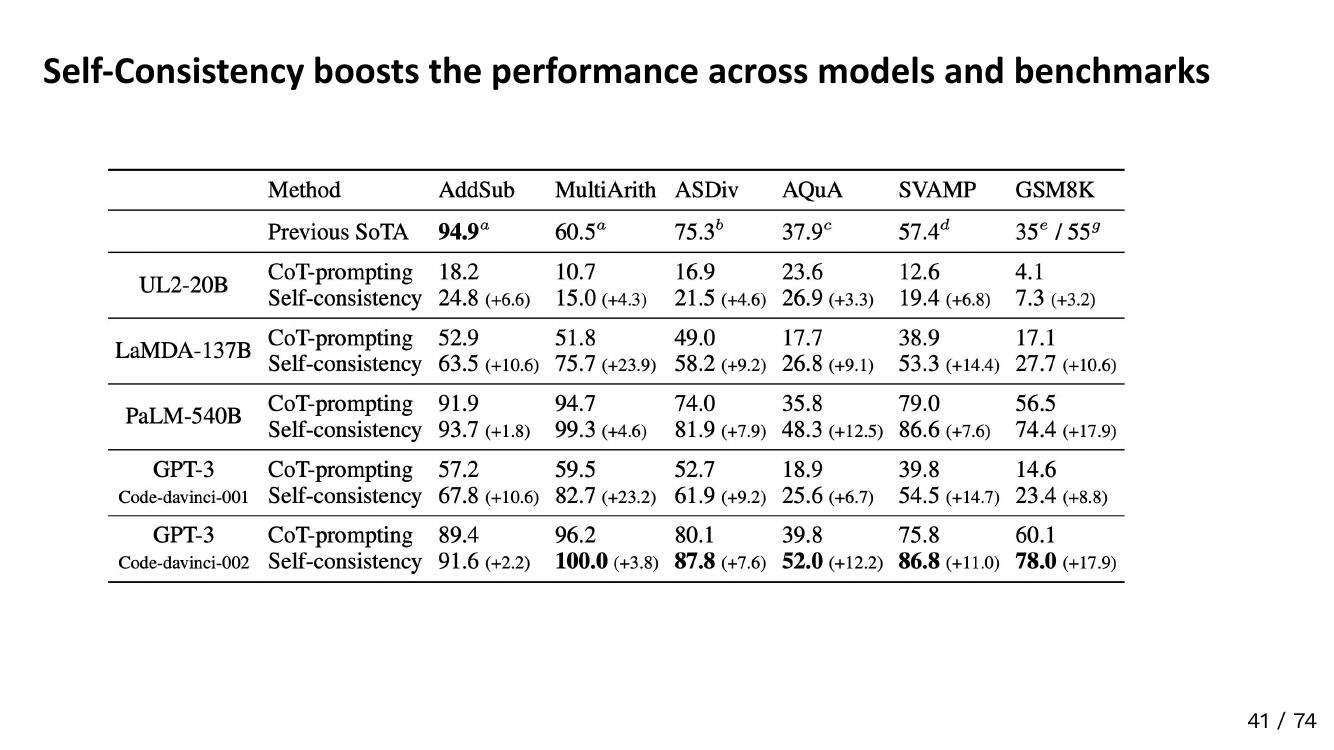 Self-Consistency boosts the performance across models and benchmarks
Method AddSub MultiArith ASDiv AQuA SVAMP GSM8K
Previous SoTA 94.9a 60.5a 75.3b 37.9c 57.4d 35e / 55g
UL2-20B
CoT-prompting 18.2 10.7 16.9 23.6 12.6 4.1
Self-consistency 24.8 (+6.6) 15.0 (+4.3) 21.5 (+4.6) 26.9 (+3.3) 19.4 (+6.8) 7.3 (+3.2)
LaMDA-137B
CoT-prompting 52.9 51.8 49.0 17.7 38.9 17.1
Self-consistency 63.5 (+10.6) 75.7 (+23.9) 58.2 (+9.2) 26.8 (+9.1) 53.3 (+14.4) 27.7 (+10.6)
PaLM-540B
CoT-prompting 91.9 94.7 74.0 35.8 79.0 56.5
Self-consistency 93.7 (+1.8) 99.3 (+4.6) 81.9 (+7.9) 48.3 (+12.5) 86.6 (+7.6) 74.4 (+17.9)
GPT-3 CoT-prompting 57.2 59.5 52.7 18.9 39.8 14.6
Code-davinci-001 Self-consistency 67.8 (+10.6) 82.7 (+23.2) 61.9 (+9.2) 25.6 (+6.7) 54.5 (+14.7) 23.4 (+8.8)
GPT-3 CoT-prompting 89.4 96.2 80.1 39.8 75.8 60.1
Code-davinci-002 Self-consistency 91.6 (+2.2) 100.0 (+3.8) 87.8 (+7.6) 52.0 (+12.2) 86.8 (+11.0) 78.0 (+17.9)
41 / 74